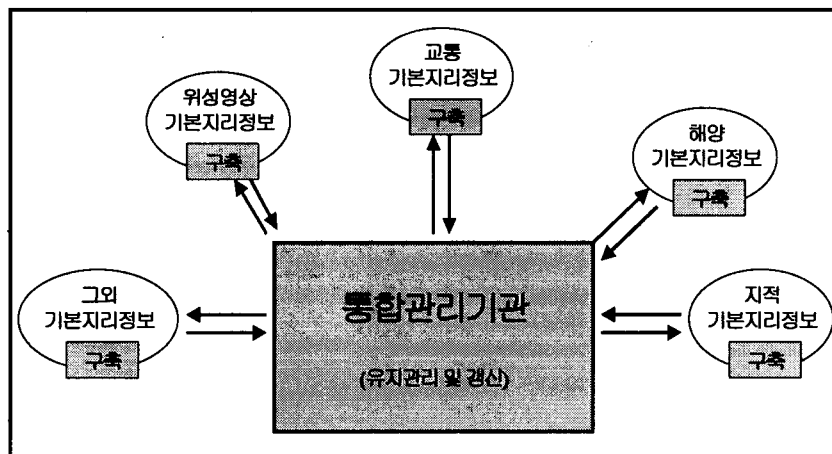 교통
기본지리정보
구축
위성영상
기본지리정보
구축
해양
기본지리정보
구축
그외
기본지리정보
구축
통합관리기관
(유지관리 및 갱신)
지적
기본지리정보
구축